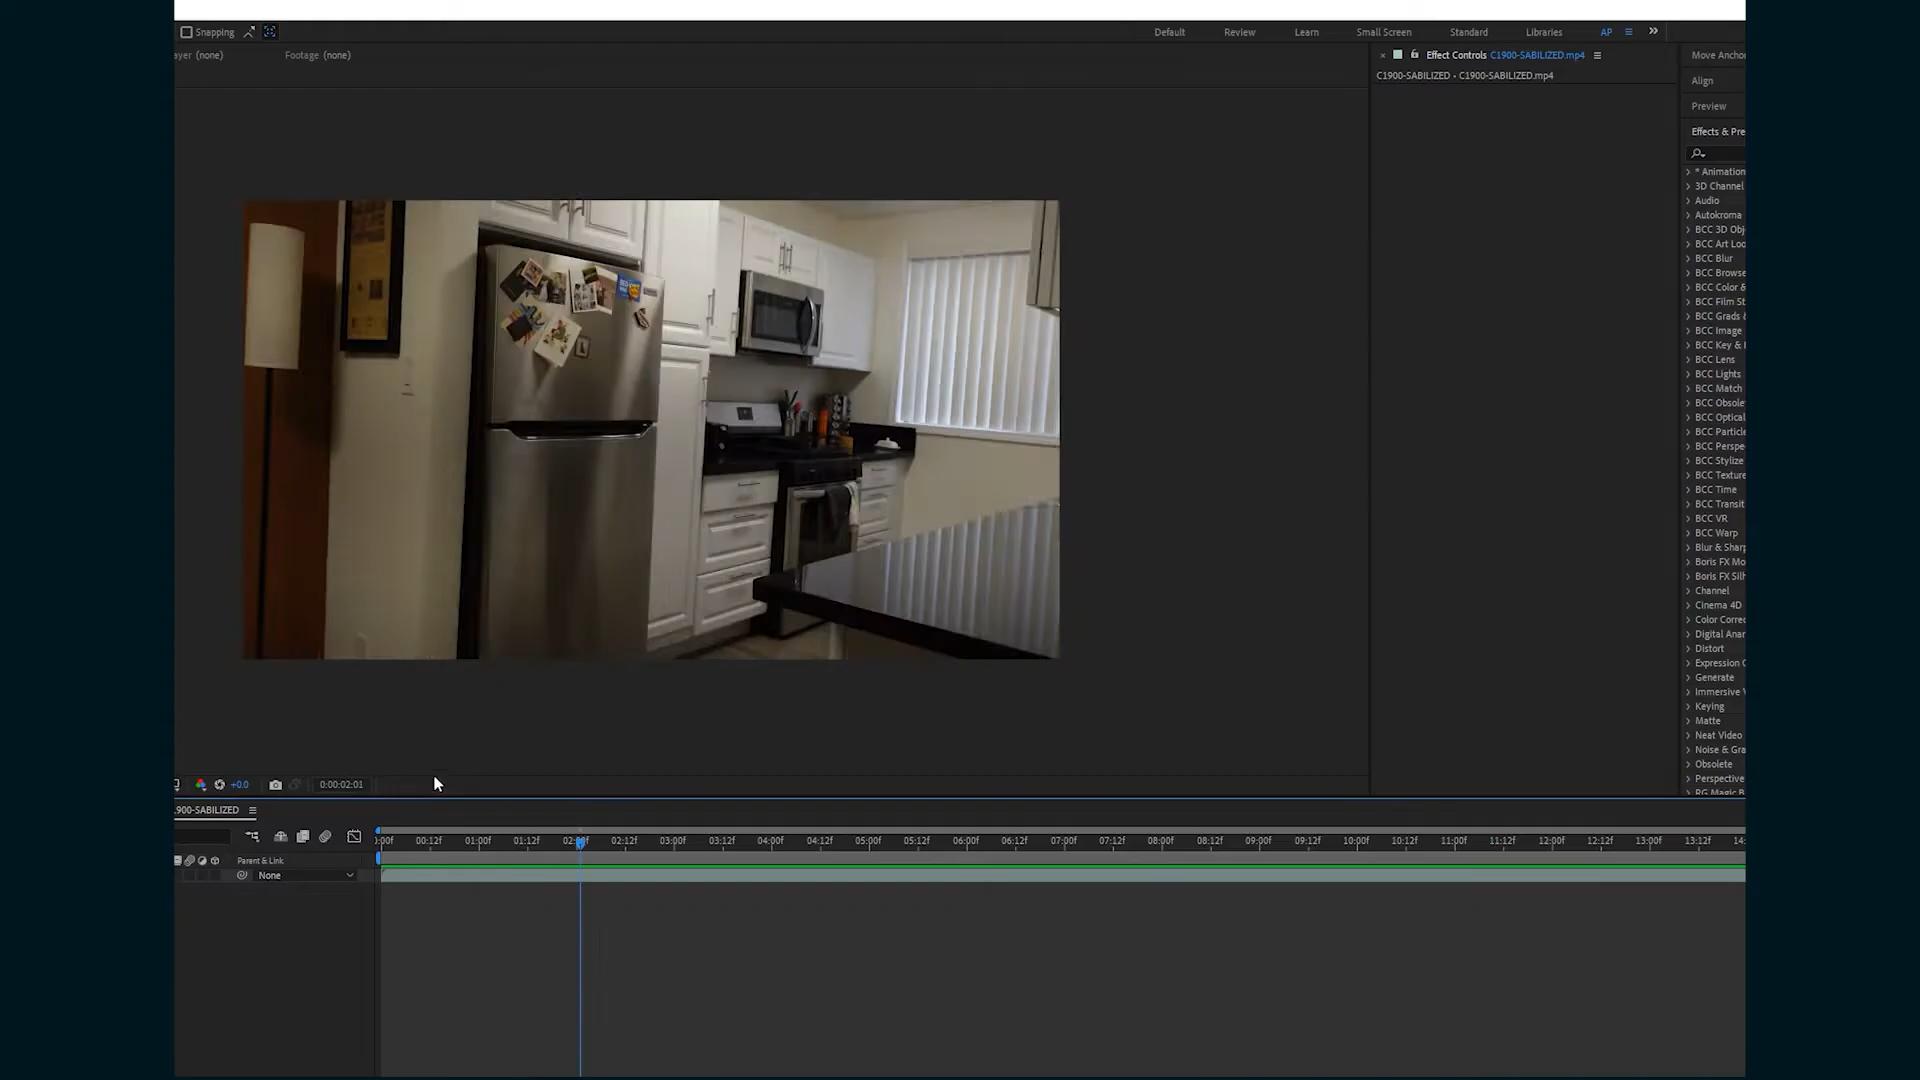 Snapping
Default
Review
Learn
Small Screen
Standard
Libraries
AP
ayer (none)
Footage (none)
Effect Controls C1900-SABILIZED.mp4
C1900-SABILIZED • C1900-SABILIZED.mp4
Move Ancho
Align
Preview
Effects & Pre
* Animation
3D Channel
Audio
Autokroma
BCC 3D Obj
BCC Art Loo
BCC Blur
BCC Browse
BCC Color &
BCC Film St
BCC Grads &
BCC Image
BCC Key &
BCC Lens
BCC Lights
BCC Match
BCC Obsole
BCC Optical
BCC Particle
BCC Perspe
BCC Stylize
BCC Texture
BCC Time
BCC Transit
BCC VR
BCC Warp
Blur & Sharp
Boris FX Mo
Boris FX Silh
Channel
Cinema 4D
Color Correc
Digital Anar
Distort
Expression C
Generate
Immersive V
Keying
Matte
Neat Video
Noise & Gra
Obsolete
Perspective
RG Magic B
+0.0
0:00:02:01
900-SABILIZED
:00f 00:12f 01:00f 01:12f 02:00f 02:12f 03:00f 03:12f 04:00f 04:12f 05:00f 05:12f 06:00f 06:12f 07:00f 07:12f 08:00f 08:12f 09:00f 09:12f 10:00f 10:12f 11:00f 11:12f 12:00f 12:12f 13:00f 13:12f 14:
Parent & Link
None